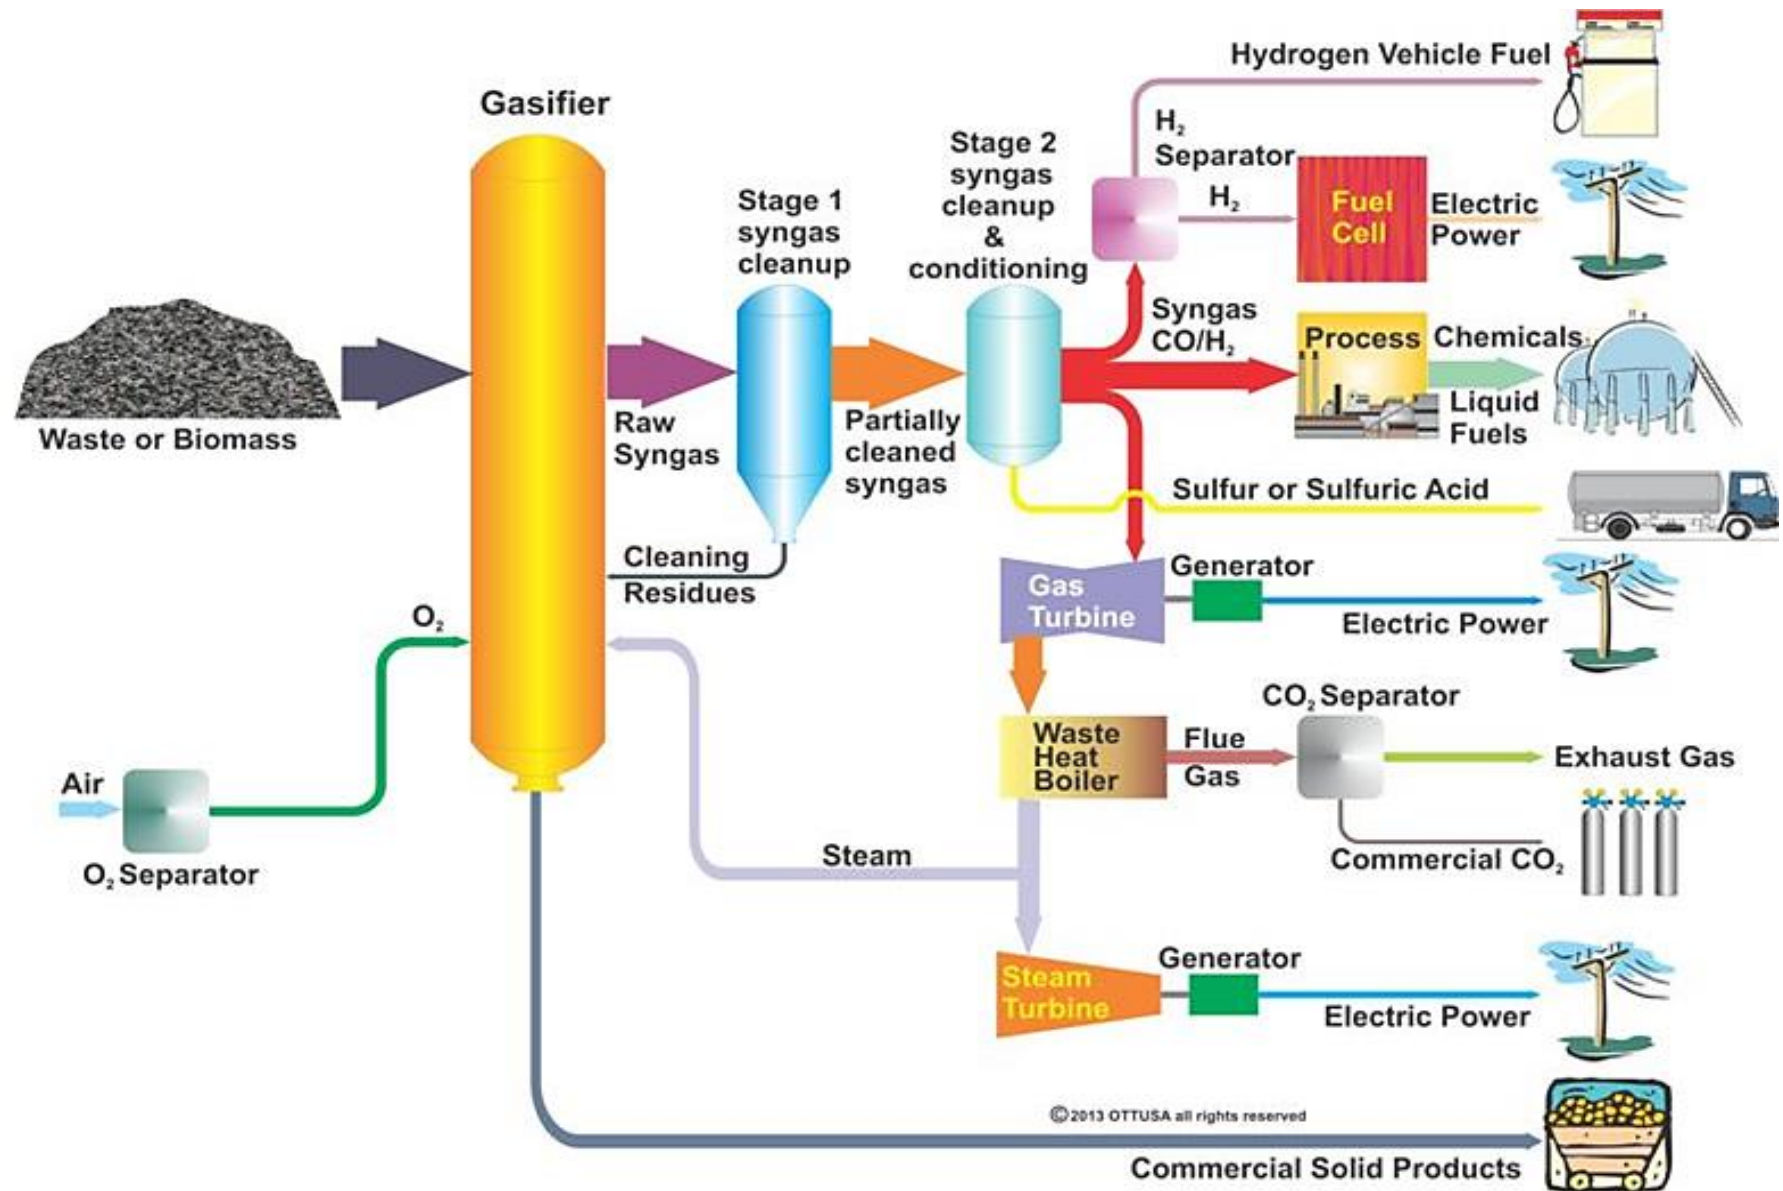 Hydrogen Vehicle Fuel
Gasifier
H₂
Separator
Stage 2
syngas
cleanup
&
conditioning
Stage 1
syngas
cleanup
H₂
Fuel
Cell
Electric
Power
Syngas
CO/H₂
Process
Chemicals
Liquid
Fuels
Waste or Biomass
Raw
Syngas
Partially
cleaned
syngas
Sulfur or Sulfuric Acid
Cleaning
Residues
Gas
Turbine
Generator
Electric Power
O₂
CO₂ Separator
Waste
Heat
Boiler
Flue
Gas
Exhaust Gas
Air
O₂ Separator
Steam
Commercial CO₂
Steam
Turbine
Generator
Electric Power
©2013 OTTUSA all rights reserved
Commercial Solid Products